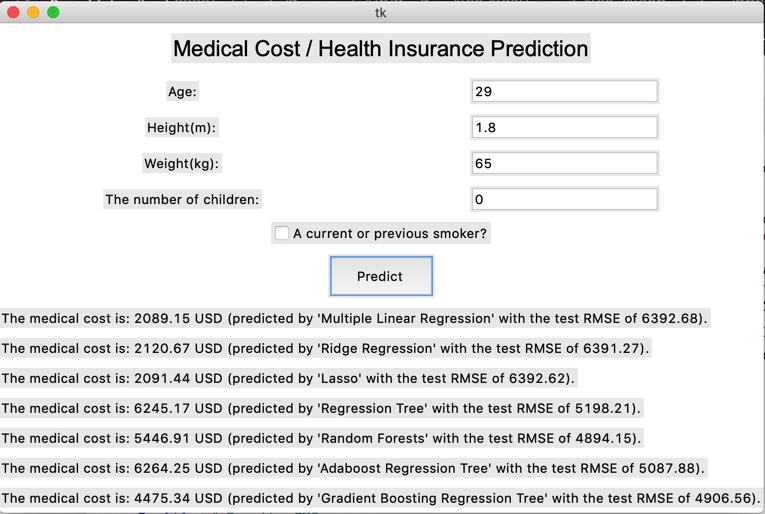 tk
Medical Cost / Health Insurance Prediction
Age: 29
Height(m): 1.8
Weight(kg): 65
The number of children: 0
A current or previous smoker?
Predict
The medical cost is: 2089.15 USD (predicted by 'Multiple Linear Regression' with the test RMSE of 6392.68).
The medical cost is: 2120.67 USD (predicted by 'Ridge Regression' with the test RMSE of 6391.27).
The medical cost is: 2091.44 USD (predicted by 'Lasso' with the test RMSE of 6392.62).
The medical cost is: 6245.17 USD (predicted by 'Regression Tree' with the test RMSE of 5198.21).
The medical cost is: 5446.91 USD (predicted by 'Random Forests' with the test RMSE of 4894.15).
The medical cost is: 6264.25 USD (predicted by 'Adaboost Regression Tree' with the test RMSE of 5087.88).
The medical cost is: 4475.34 USD (predicted by 'Gradient Boosting Regression Tree' with the test RMSE of 4906.56).